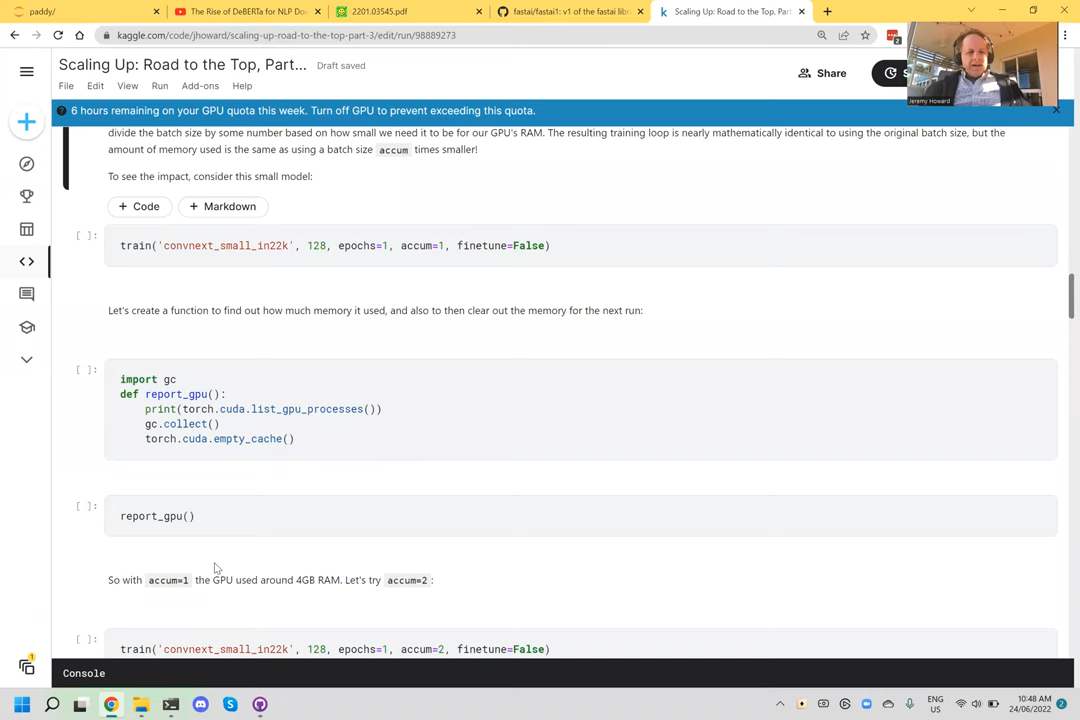 paddy/
The Rise of DeBERTa for NLP Do
2201.03545.pdf
fastai/fastai1: v1 of the fastai libr
Scaling Up: Road to the Top, Part
kaggle.com/code/jhoward/scaling-up-road-to-the-top-part-3/edit/run/98889273
2
Jeremy Howard
Scaling Up: Road to the Top, Part...
Draft saved
File Edit View Run Add-ons Help
Share
S
6 hours remaining on your GPU quota this week. Turn off GPU to prevent exceeding this quota.
divide the batch size by some number based on how small we need it to be for our GPU's RAM. The resulting training loop is nearly mathematically identical to using the original batch size, but the
amount of memory used is the same as using a batch size accum times smaller!
To see the impact, consider this small model:
+ Code + Markdown
[ ]: train('convnext_small_in22k', 128, epochs=1, accum=1, finetune=False)
Let's create a function to find out how much memory it used, and also to then clear out the memory for the next run:
[ ]:
import gc
def report_gpu():
    print(torch.cuda.list_gpu_processes())
    gc.collect()
    torch.cuda.empty_cache()
[ ]:
report_gpu()
So with accum=1 the GPU used around 4GB RAM. Let's try accum=2 :
[ ]:
train('convnext_small_in22k', 128, epochs=1, accum=2, finetune=False)
1
Console
ENG
US
10:48 AM
24/06/2022
2